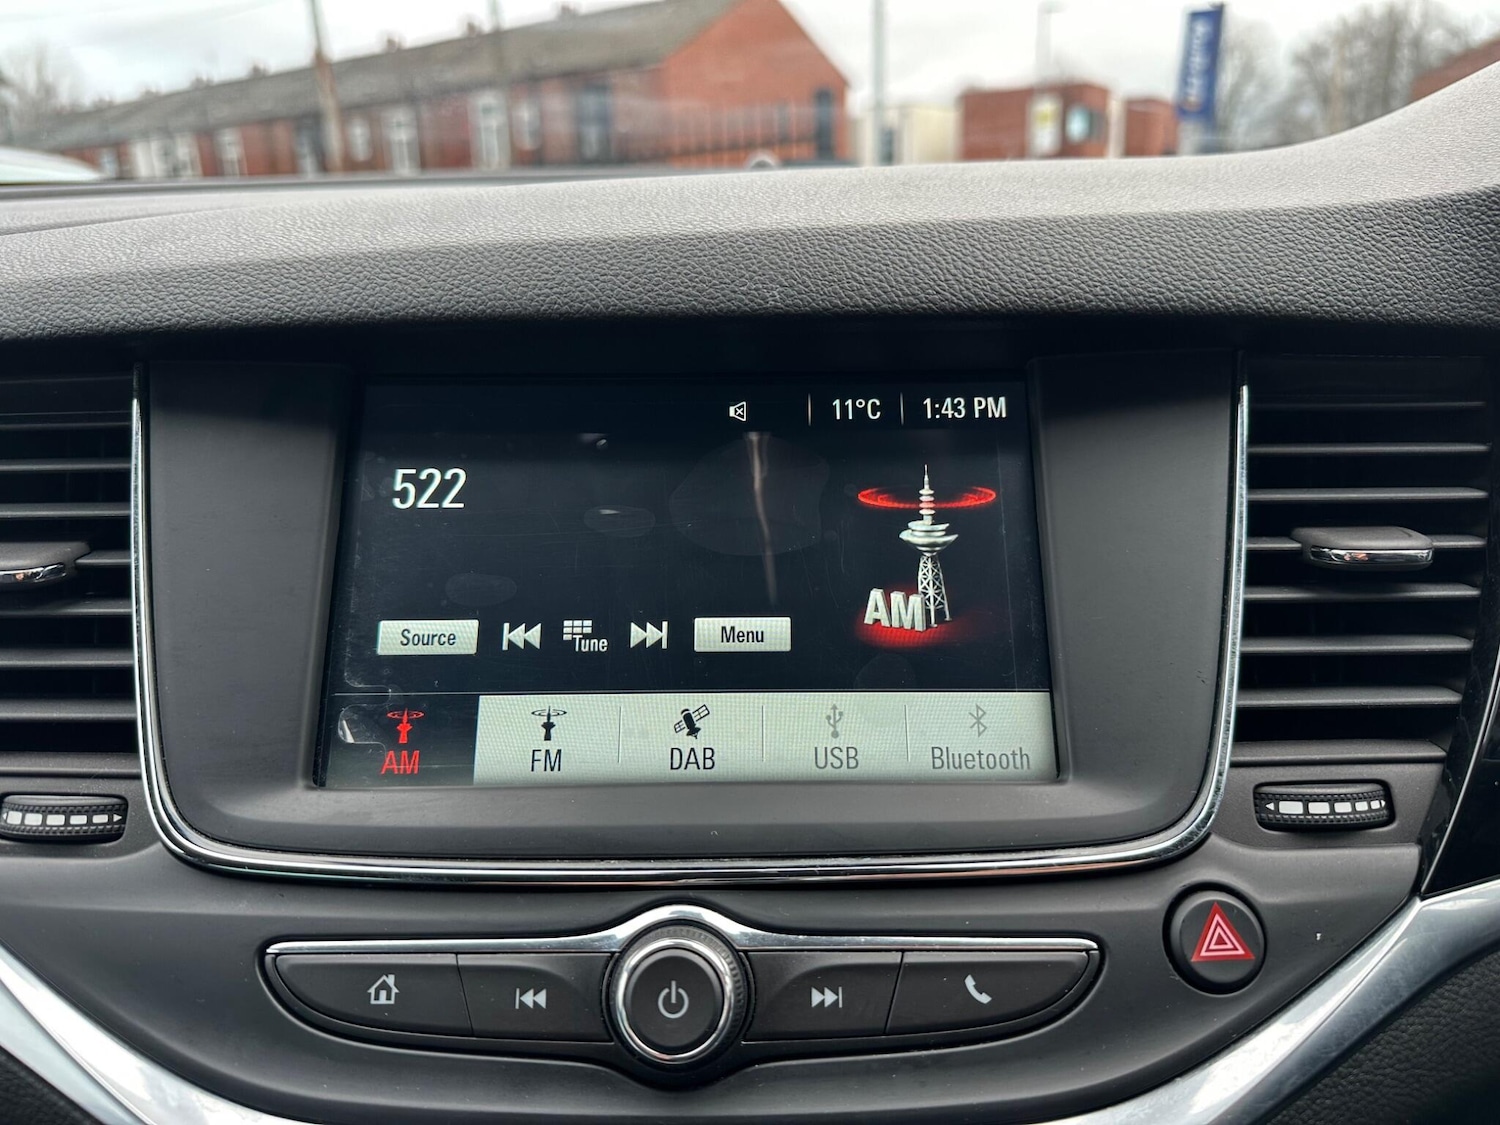 11°C 1:43 PM
522
AM
Source Tune Menu
AM FM DAB USB Bluetooth